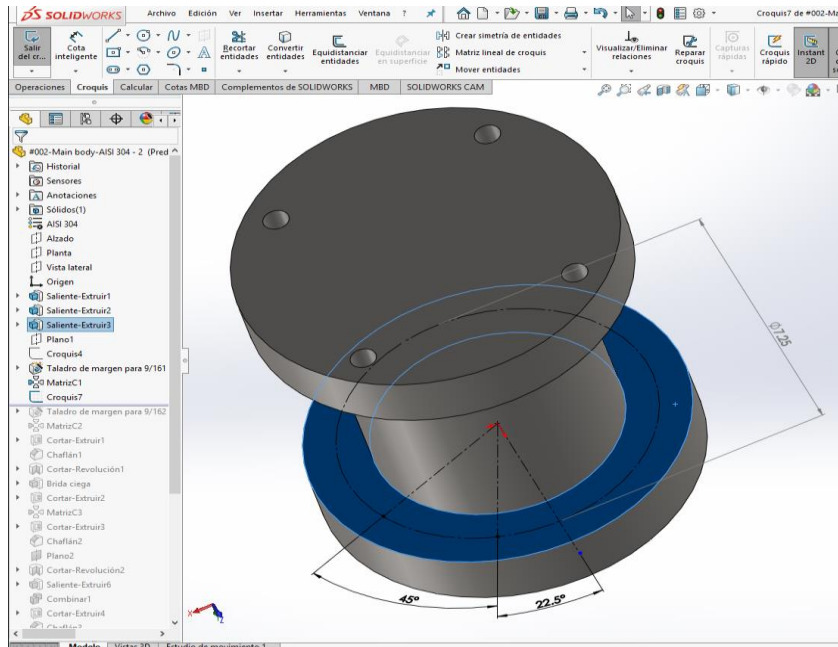 SOLIDWORKS Archivo Edición Ver Insertar Herramientas Ventana ? Croquis7 de #002-Ma
Salir del cr...
Cota inteligente
Recortar entidades
Convertir entidades
Equidistanciar entidades
Equidistanciar en superficie
Crear simetría de entidades
Matriz lineal de croquis
Mover entidades
Visualizar/Eliminar relaciones
Reparar croquis
Capturas rápidas
Croquis rápido
Instant 2D
Operaciones Croquis Calcular Cotas MBD Complementos de SOLIDWORKS MBD SOLIDWORKS CAM
#002-Main body-AISI 304 - 2 (Pred
Historial
Sensores
Anotaciones
Sólidos(1)
AISI 304
Alzado
Planta
Vista lateral
Origen
Saliente-Extruir1
Saliente-Extruir2
Saliente-Extruir3
Plano1
Croquis4
Taladro de margen para 9/161
MatrizC1
Croquis7
Taladro de margen para 9/162
MatrizC2
Cortar-Extruir1
Chaflán1
Cortar-Revolución1
Brida ciega
Cortar-Extruir2
MatrizC3
Cortar-Extruir3
Chaflán2
Plano2
Cortar-Revolución2
Saliente-Extruir6
Combinar1
Cortar-Extruir4
Ø7.25
45°
22.5°
X
Z
Modelo Vistas 3D Estudio de movimiento 1